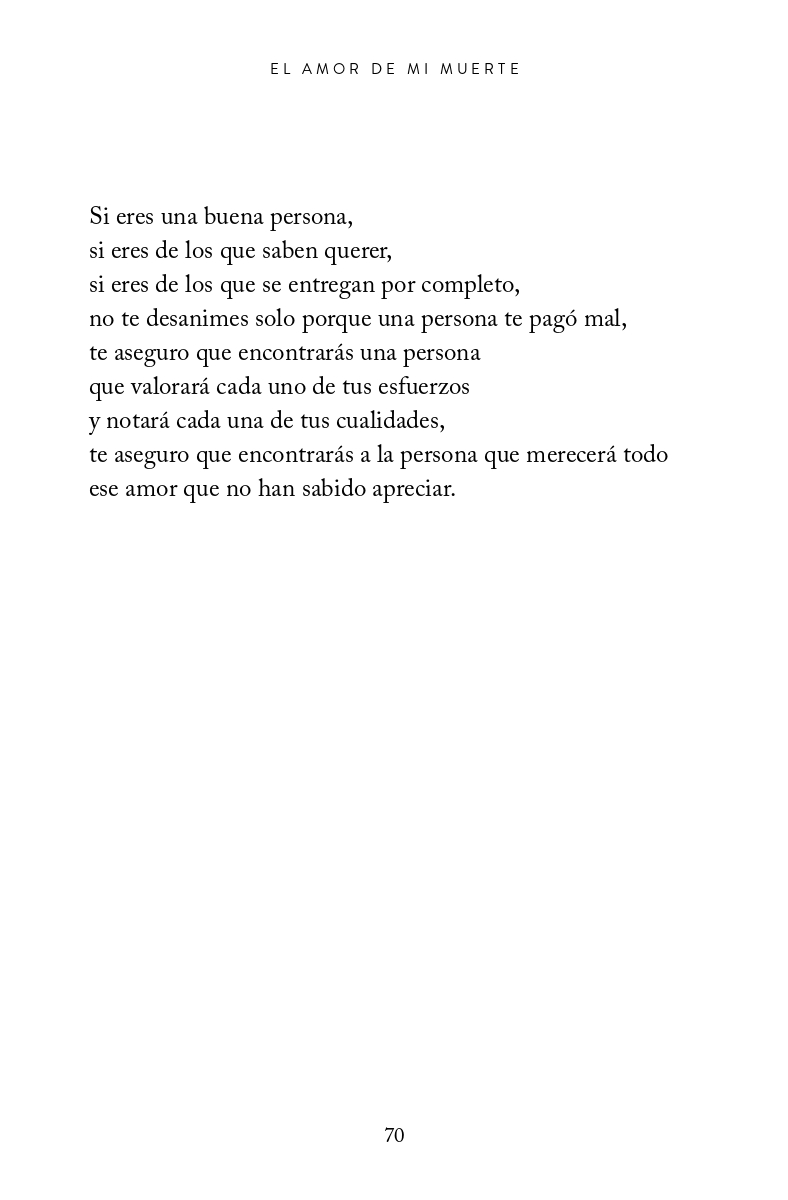 EL AMOR DE MI MUERTE
Si eres una buena persona,
si eres de los que saben querer,
si eres de los que se entregan por completo,
no te desanimes solo porque una persona te pagó mal,
te aseguro que encontrarás una persona
que valorará cada uno de tus esfuerzos
y notará cada una de tus cualidades,
te aseguro que encontrarás a la persona que merecerá todo
ese amor que no han sabido apreciar.
70